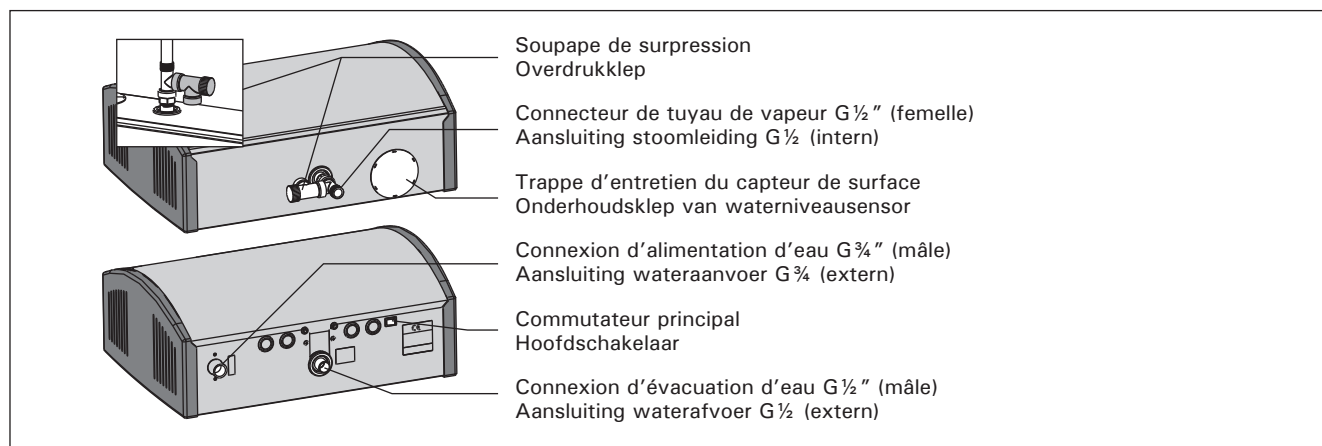 Soupape de surpression
Overdrukklep
Connecteur de tuyau de vapeur G½” (femelle)
Aansluiting stoomleiding G½ (intern)
Trappe d’entretien du capteur de surface
Onderhoudsklep van waterniveausensor
Connexion d’alimentation d’eau G¾” (mâle)
Aansluiting wateraanvoer G¾ (extern)
Commutateur principal
Hoofdschakelaar
Connexion d’évacuation d’eau G½” (mâle)
Aansluiting waterafvoer G½ (extern)